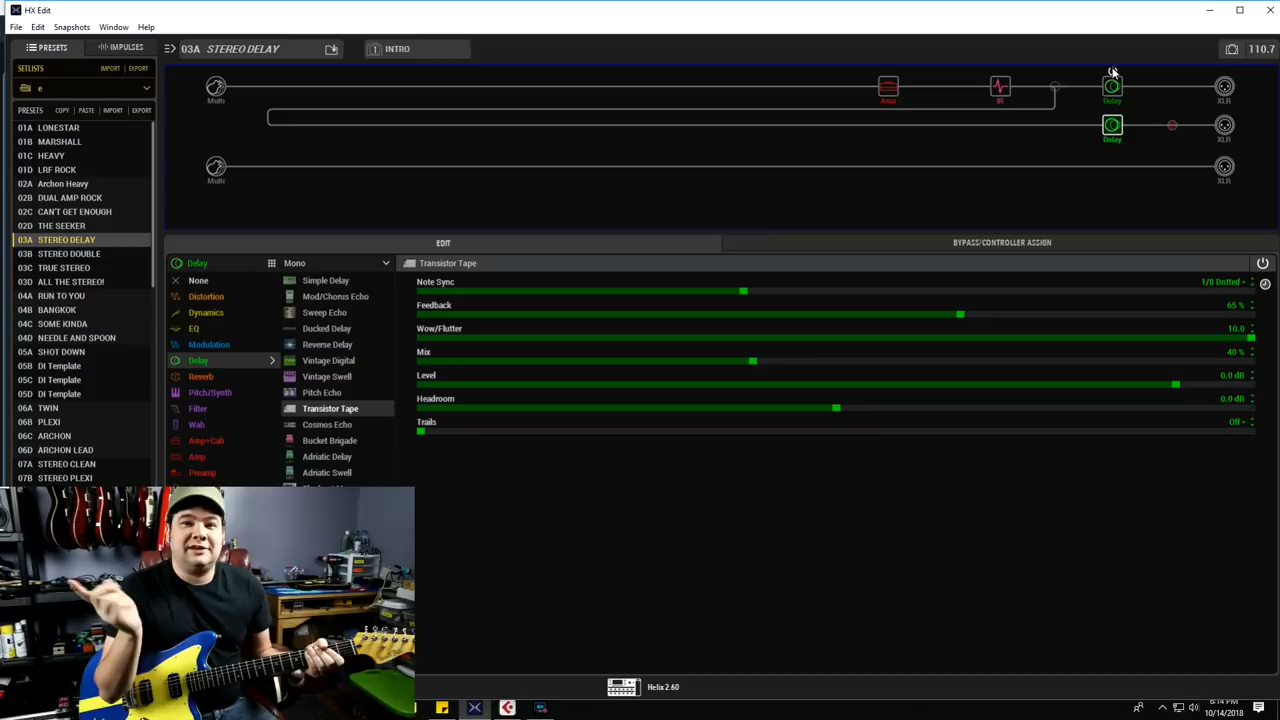 HX Edit
File Edit Snapshots Window Help
PRESETS IMPULSES
03A STEREO DELAY
1 INTRO
110.7
SETLISTS IMPORT EXPORT
e
PRESETS COPY PASTE IMPORT EXPORT
01A LONESTAR
01B MARSHALL
01C HEAVY
01D LRF ROCK
02A Archon Heavy
02B DUAL AMP ROCK
02C CAN'T GET ENOUGH
02D THE SEEKER
03A STEREO DELAY
03B STEREO DOUBLE
03C TRUE STEREO
03D ALL THE STEREO!
04A RUN TO YOU
04B BANGKOK
04C SOME KINDA
04D NEEDLE AND SPOON
05A SHOT DOWN
05B DI Template
05C DI Template
05D DI Template
06A TWIN
06B PLEXI
06C ARCHON
06D ARCHON LEAD
07A STEREO CLEAN
07B STEREO PLEXI
Multi Amp IR Delay XLR
Delay XLR
Multi XLR
EDIT BYPASS/CONTROLLER ASSIGN
Delay Mono
None
Distortion
Dynamics
EQ
Modulation
Delay
Reverb
Pitch/Synth
Filter
Wah
Amp+Cab
Amp
Preamp
Simple Delay
Mod/Chorus Echo
Sweep Echo
Ducked Delay
Reverse Delay
Vintage Digital
Vintage Swell
Pitch Echo
Transistor Tape
Cosmos Echo
Bucket Brigade
Adriatic Delay
Adriatic Swell
Transistor Tape
Note Sync 1/8 Dotted
Feedback 65 %
Wow/Flutter 10.0
Mix 40 %
Level 0.0 dB
Headroom 0.0 dB
Trails Off
Helix 2.60
6:14 PM
10/14/2018